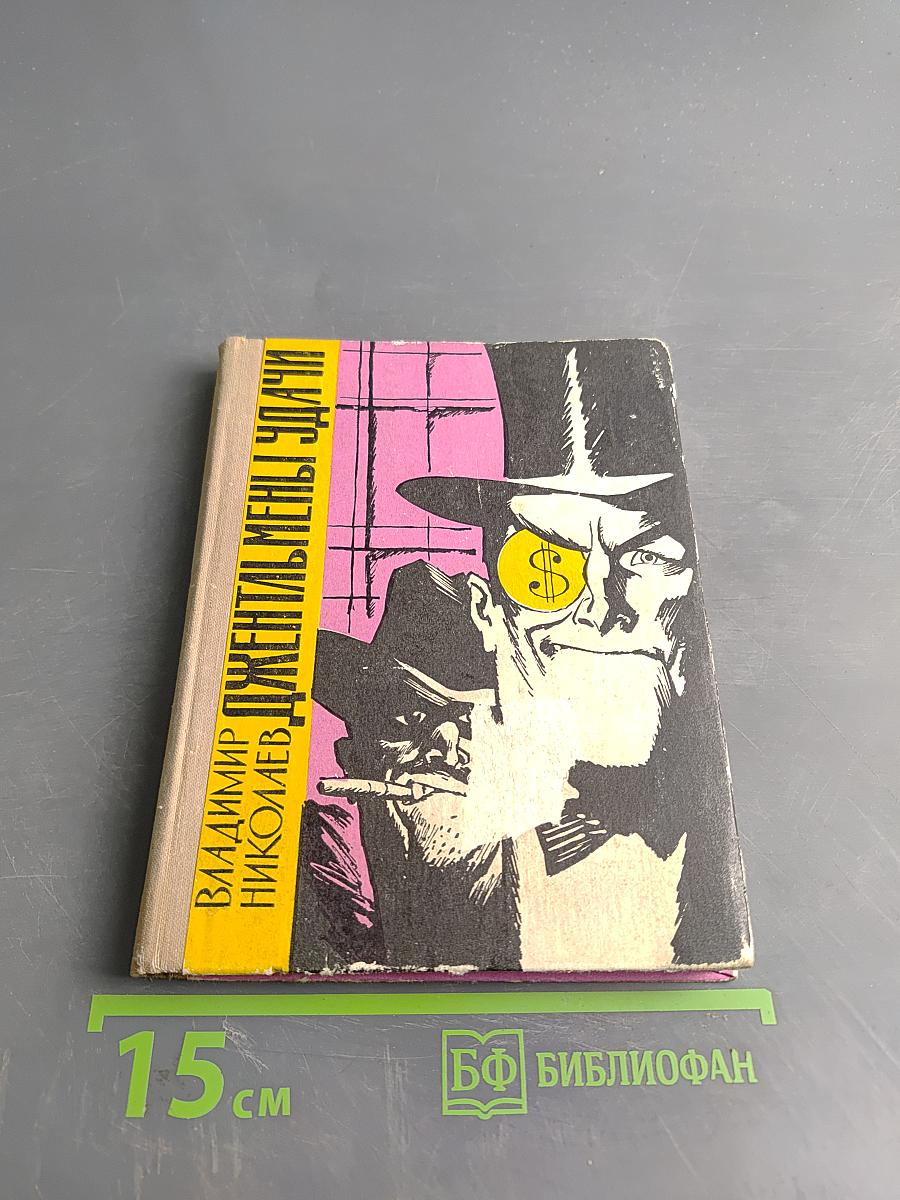 ВЛАДИМИР
НИКОЛАЕВ
ДЖЕНТЛЬМЕНЫ УДАЧИ
$
15 см
БФ
БИБЛИОФАН